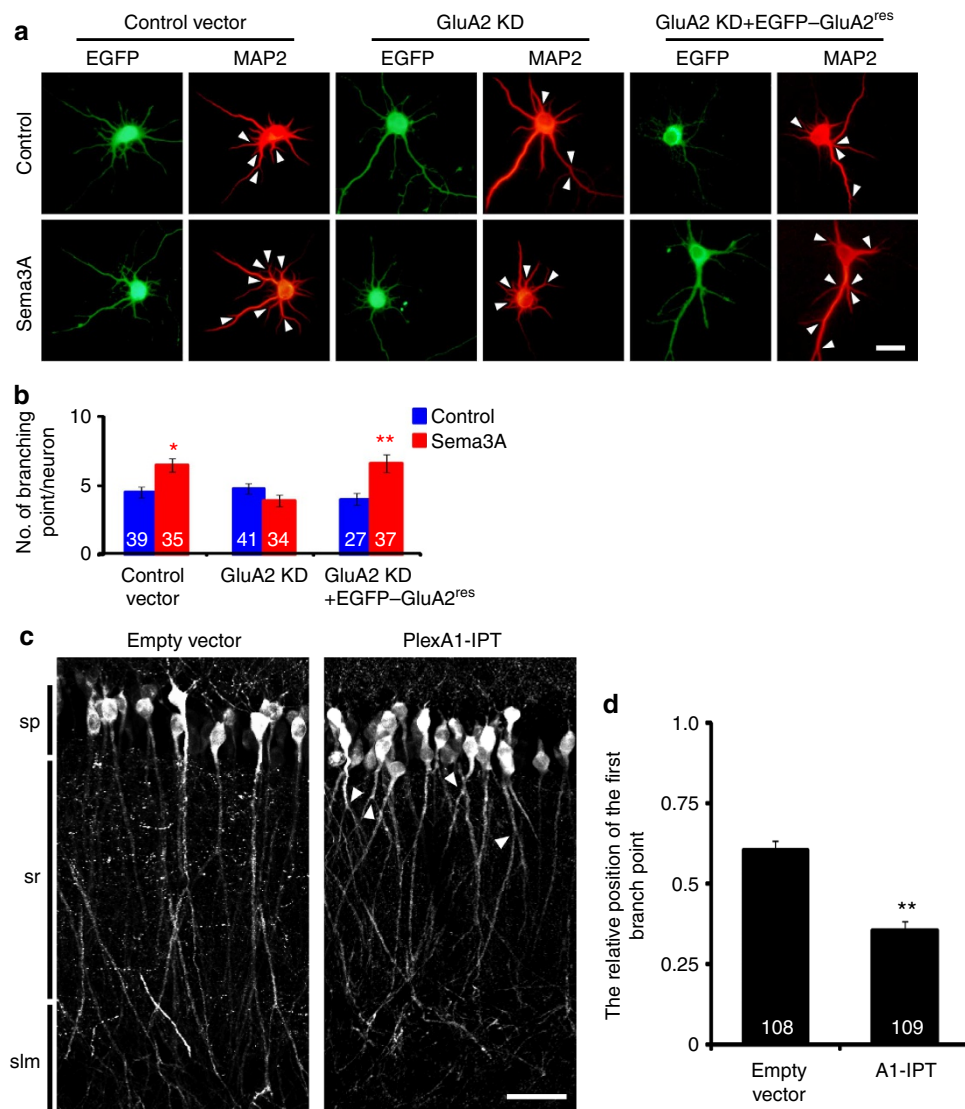 a
Control vector GluA2 KD GluA2 KD+EGFP–GluA2res
EGFP MAP2 EGFP MAP2 EGFP MAP2
Control
Sema3A
b
No. of branching
point/neuron
10
5
0
Control
Sema3A
*
**
39 35 41 34 27 37
Control
vector
GluA2 KD
GluA2 KD
+EGFP–GluA2res
c
Empty vector PlexA1-IPT
sp
sr
slm
d
The relative position of the first
branch point
1.0
0.75
0.5
0.25
0
**
108 109
Empty
vector
A1-IPT